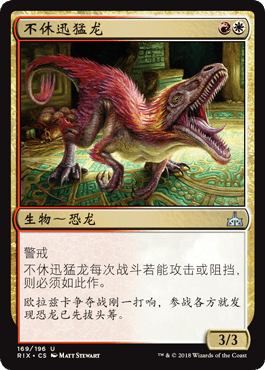 不休迅猛龙
生物～恐龙
警戒
不休迅猛龙每次战斗若能攻击或阻挡，
则必须如此作。
欧拉兹卡争夺战刚一打响，参战各方就发
现恐龙已先拔头筹。
3/3
169/196 U
RIX • CS MATT STEWART
™ & © 2018 Wizards of the Coast